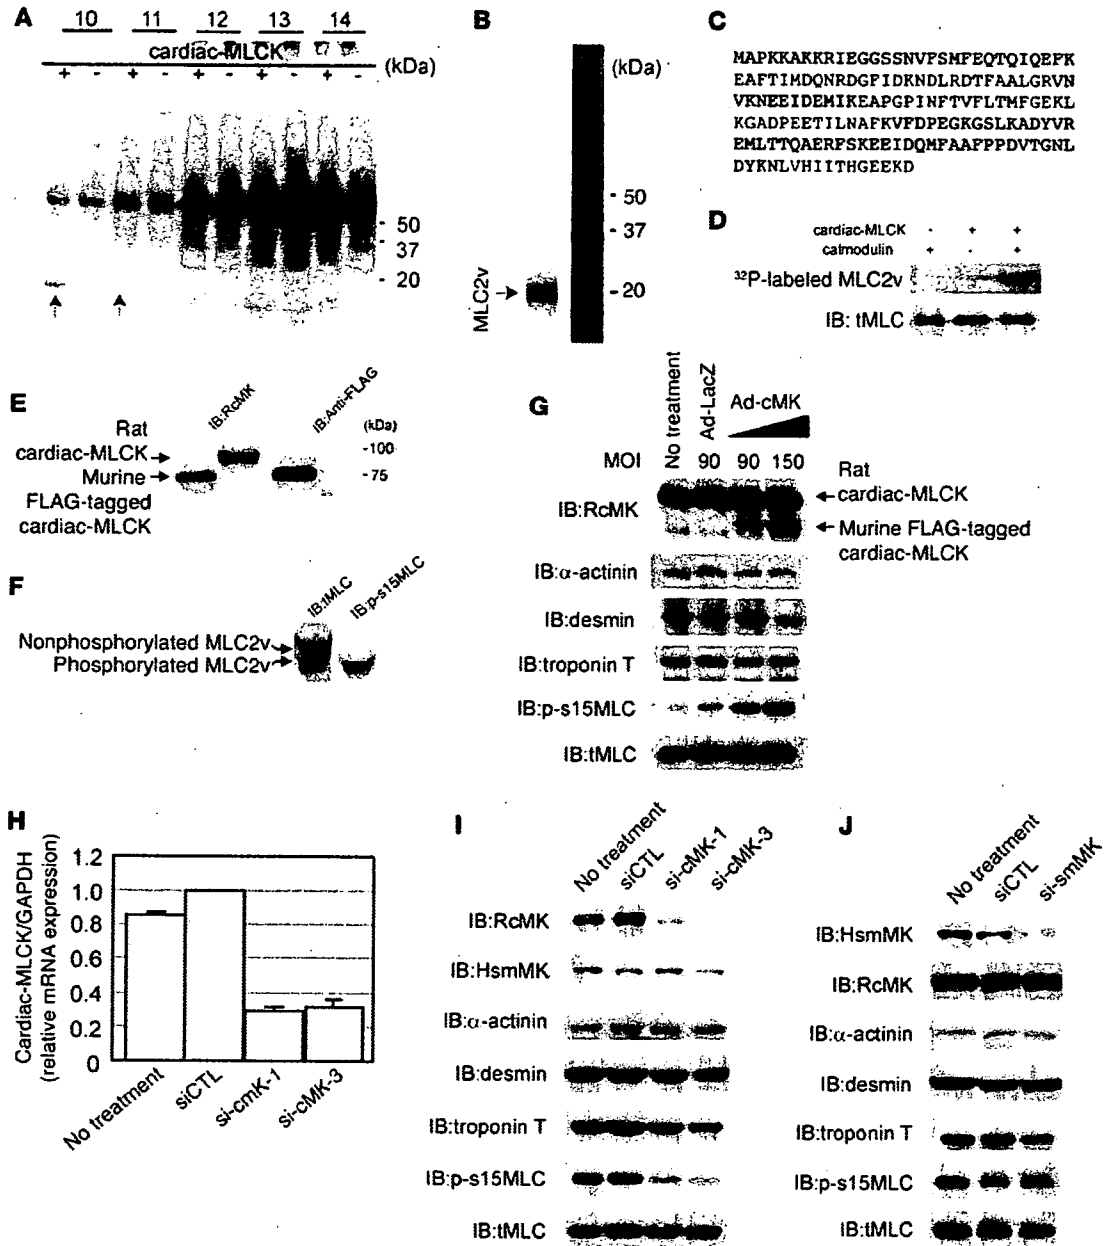 A
10 11 12 13 14
cardiac-MLCK
+ - + - + - + - + -
(kDa)
- 50
- 37
- 20
B
(kDa)
- 50
- 37
- 20
MLC2v
C
MAPKKAKKRIEGGSSNVFSMFEQTQIQEFK
EAFTIMDQNRDGFIDKNDLRDTFAALGRVN
VKNEEIDEMIKEAPGPINFTVFLTMFGEKL
KGADPEETILNAFKVFDPEGKGSLKADYVR
EMLTTQAERFSKEEIDQMFAAFPPDVTGNL
DYKNLVHIITHGEEKD
D
cardiac-MLCK - + +
calmodulin + - +
32P-labeled MLC2v
IB: tMLC
E
IB:RcMK
IB:Anti-FLAG
(kDa)
-100
-75
Rat
cardiac-MLCK
Murine
FLAG-tagged
cardiac-MLCK
F
IB:tMLC
IB:p-s15MLC
Nonphosphorylated MLC2v
Phosphorylated MLC2v
G
No treatment
Ad-LacZ
Ad-cMK
MOI 90 90 150
IB:RcMK
Rat
cardiac-MLCK
Murine FLAG-tagged
cardiac-MLCK
IB:α-actinin
IB:desmin
IB:troponin T
IB:p-s15MLC
IB:tMLC
H
Cardiac-MLCK/GAPDH
(relative mRNA expression)
1.2
1.0
0.8
0.6
0.4
0.2
0
No treatment
siCTL
si-cmK-1
si-cMK-3
I
No treatment
siCTL
si-cMK-1
si-cMK-3
IB:RcMK
IB:HsmMK
IB:α-actinin
IB:desmin
IB:troponin T
IB:p-s15MLC
IB:tMLC
J
No treatment
siCTL
si-smMK
IB:HsmMK
IB:RcMK
IB:α-actinin
IB:desmin
IB:troponin T
IB:p-s15MLC
IB:tMLC